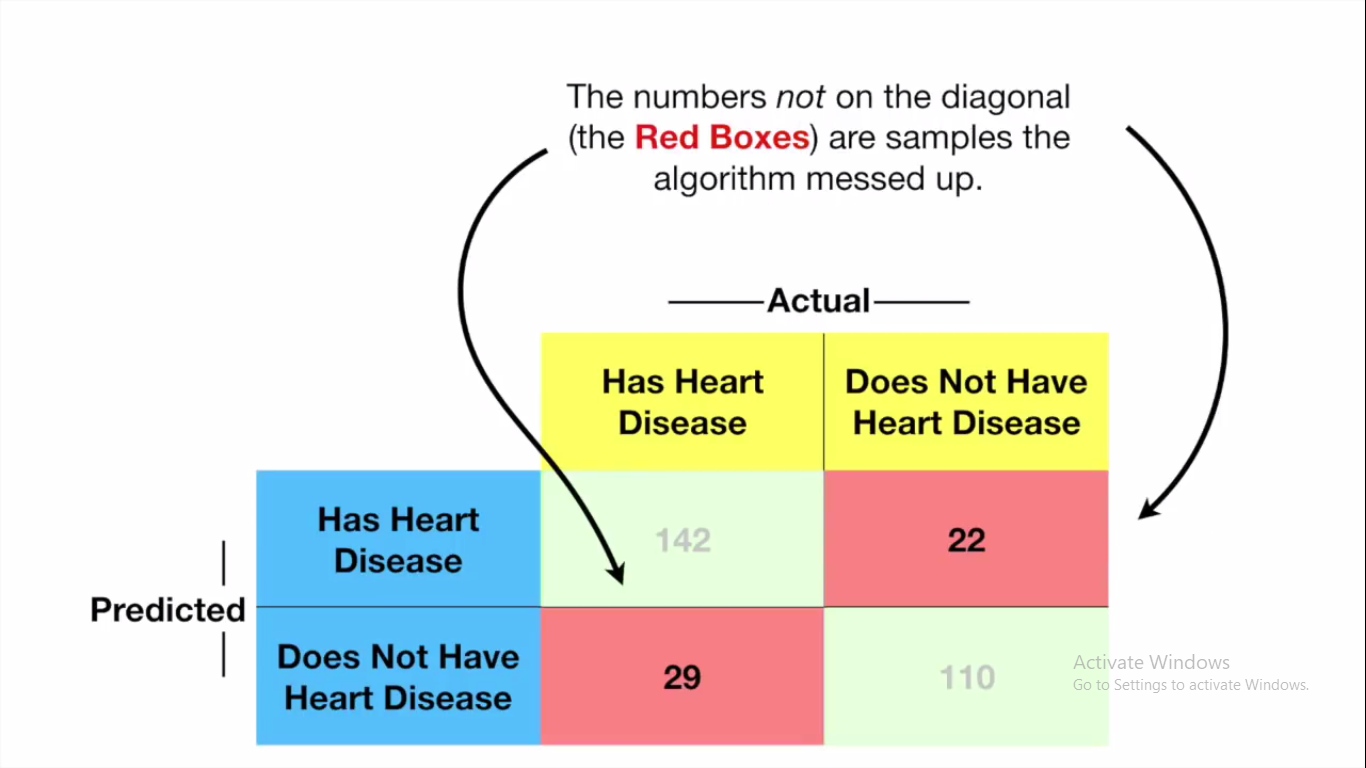 The numbers not on the diagonal
(the Red Boxes) are samples the
algorithm messed up.
Actual
Has Heart
Disease
Does Not Have
Heart Disease
Predicted
Has Heart
Disease
142
22
Does Not Have
Heart Disease
29
110
Activate Windows
Go to Settings to activate Windows.